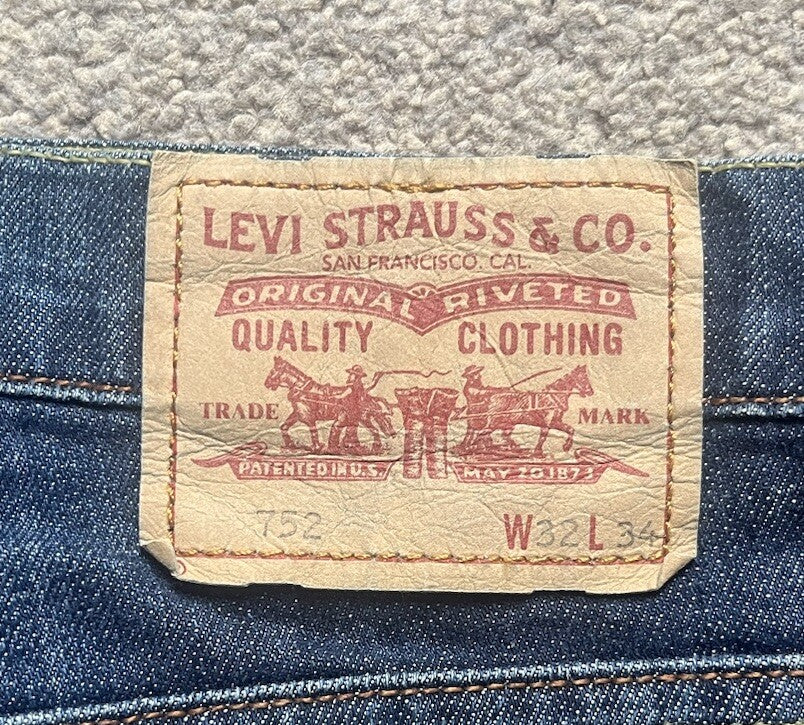 LEVI STRAUSS & CO.
SAN FRANCISCO. CAL.
ORIGINAL RIVETED
QUALITY CLOTHING
TRADE MARK
PATENTED IN U.S. MAY 20 1873
752 W32 L 34